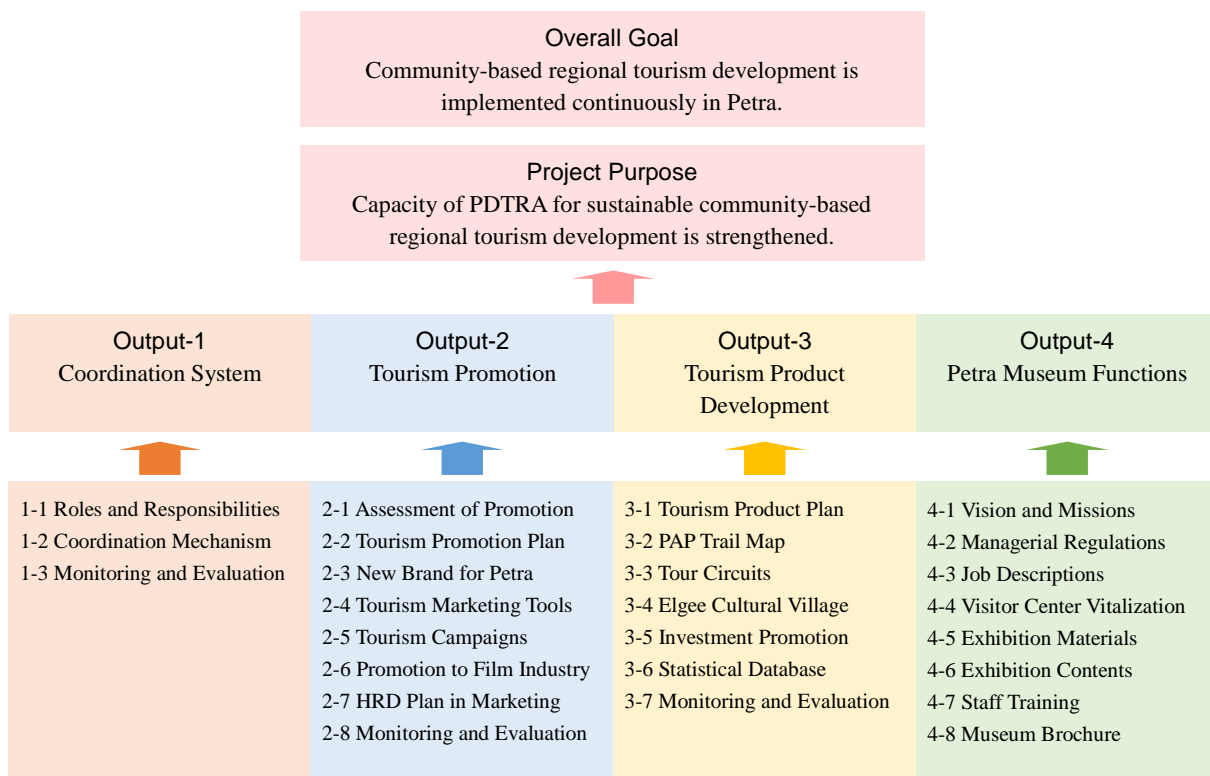 Overall Goal
Community-based regional tourism development is
implemented continuously in Petra.
Project Purpose
Capacity of PDTRA for sustainable community-based
regional tourism development is strengthened.
Output-1
Coordination System
Output-2
Tourism Promotion
Output-3
Tourism Product
Development
Output-4
Petra Museum Functions
1-1 Roles and Responsibilities
1-2 Coordination Mechanism
1-3 Monitoring and Evaluation
2-1 Assessment of Promotion
2-2 Tourism Promotion Plan
2-3 New Brand for Petra
2-4 Tourism Marketing Tools
2-5 Tourism Campaigns
2-6 Promotion to Film Industry
2-7 HRD Plan in Marketing
2-8 Monitoring and Evaluation
3-1 Tourism Product Plan
3-2 PAP Trail Map
3-3 Tour Circuits
3-4 Elgee Cultural Village
3-5 Investment Promotion
3-6 Statistical Database
3-7 Monitoring and Evaluation
4-1 Vision and Missions
4-2 Managerial Regulations
4-3 Job Descriptions
4-4 Visitor Center Vitalization
4-5 Exhibition Materials
4-6 Exhibition Contents
4-7 Staff Training
4-8 Museum Brochure